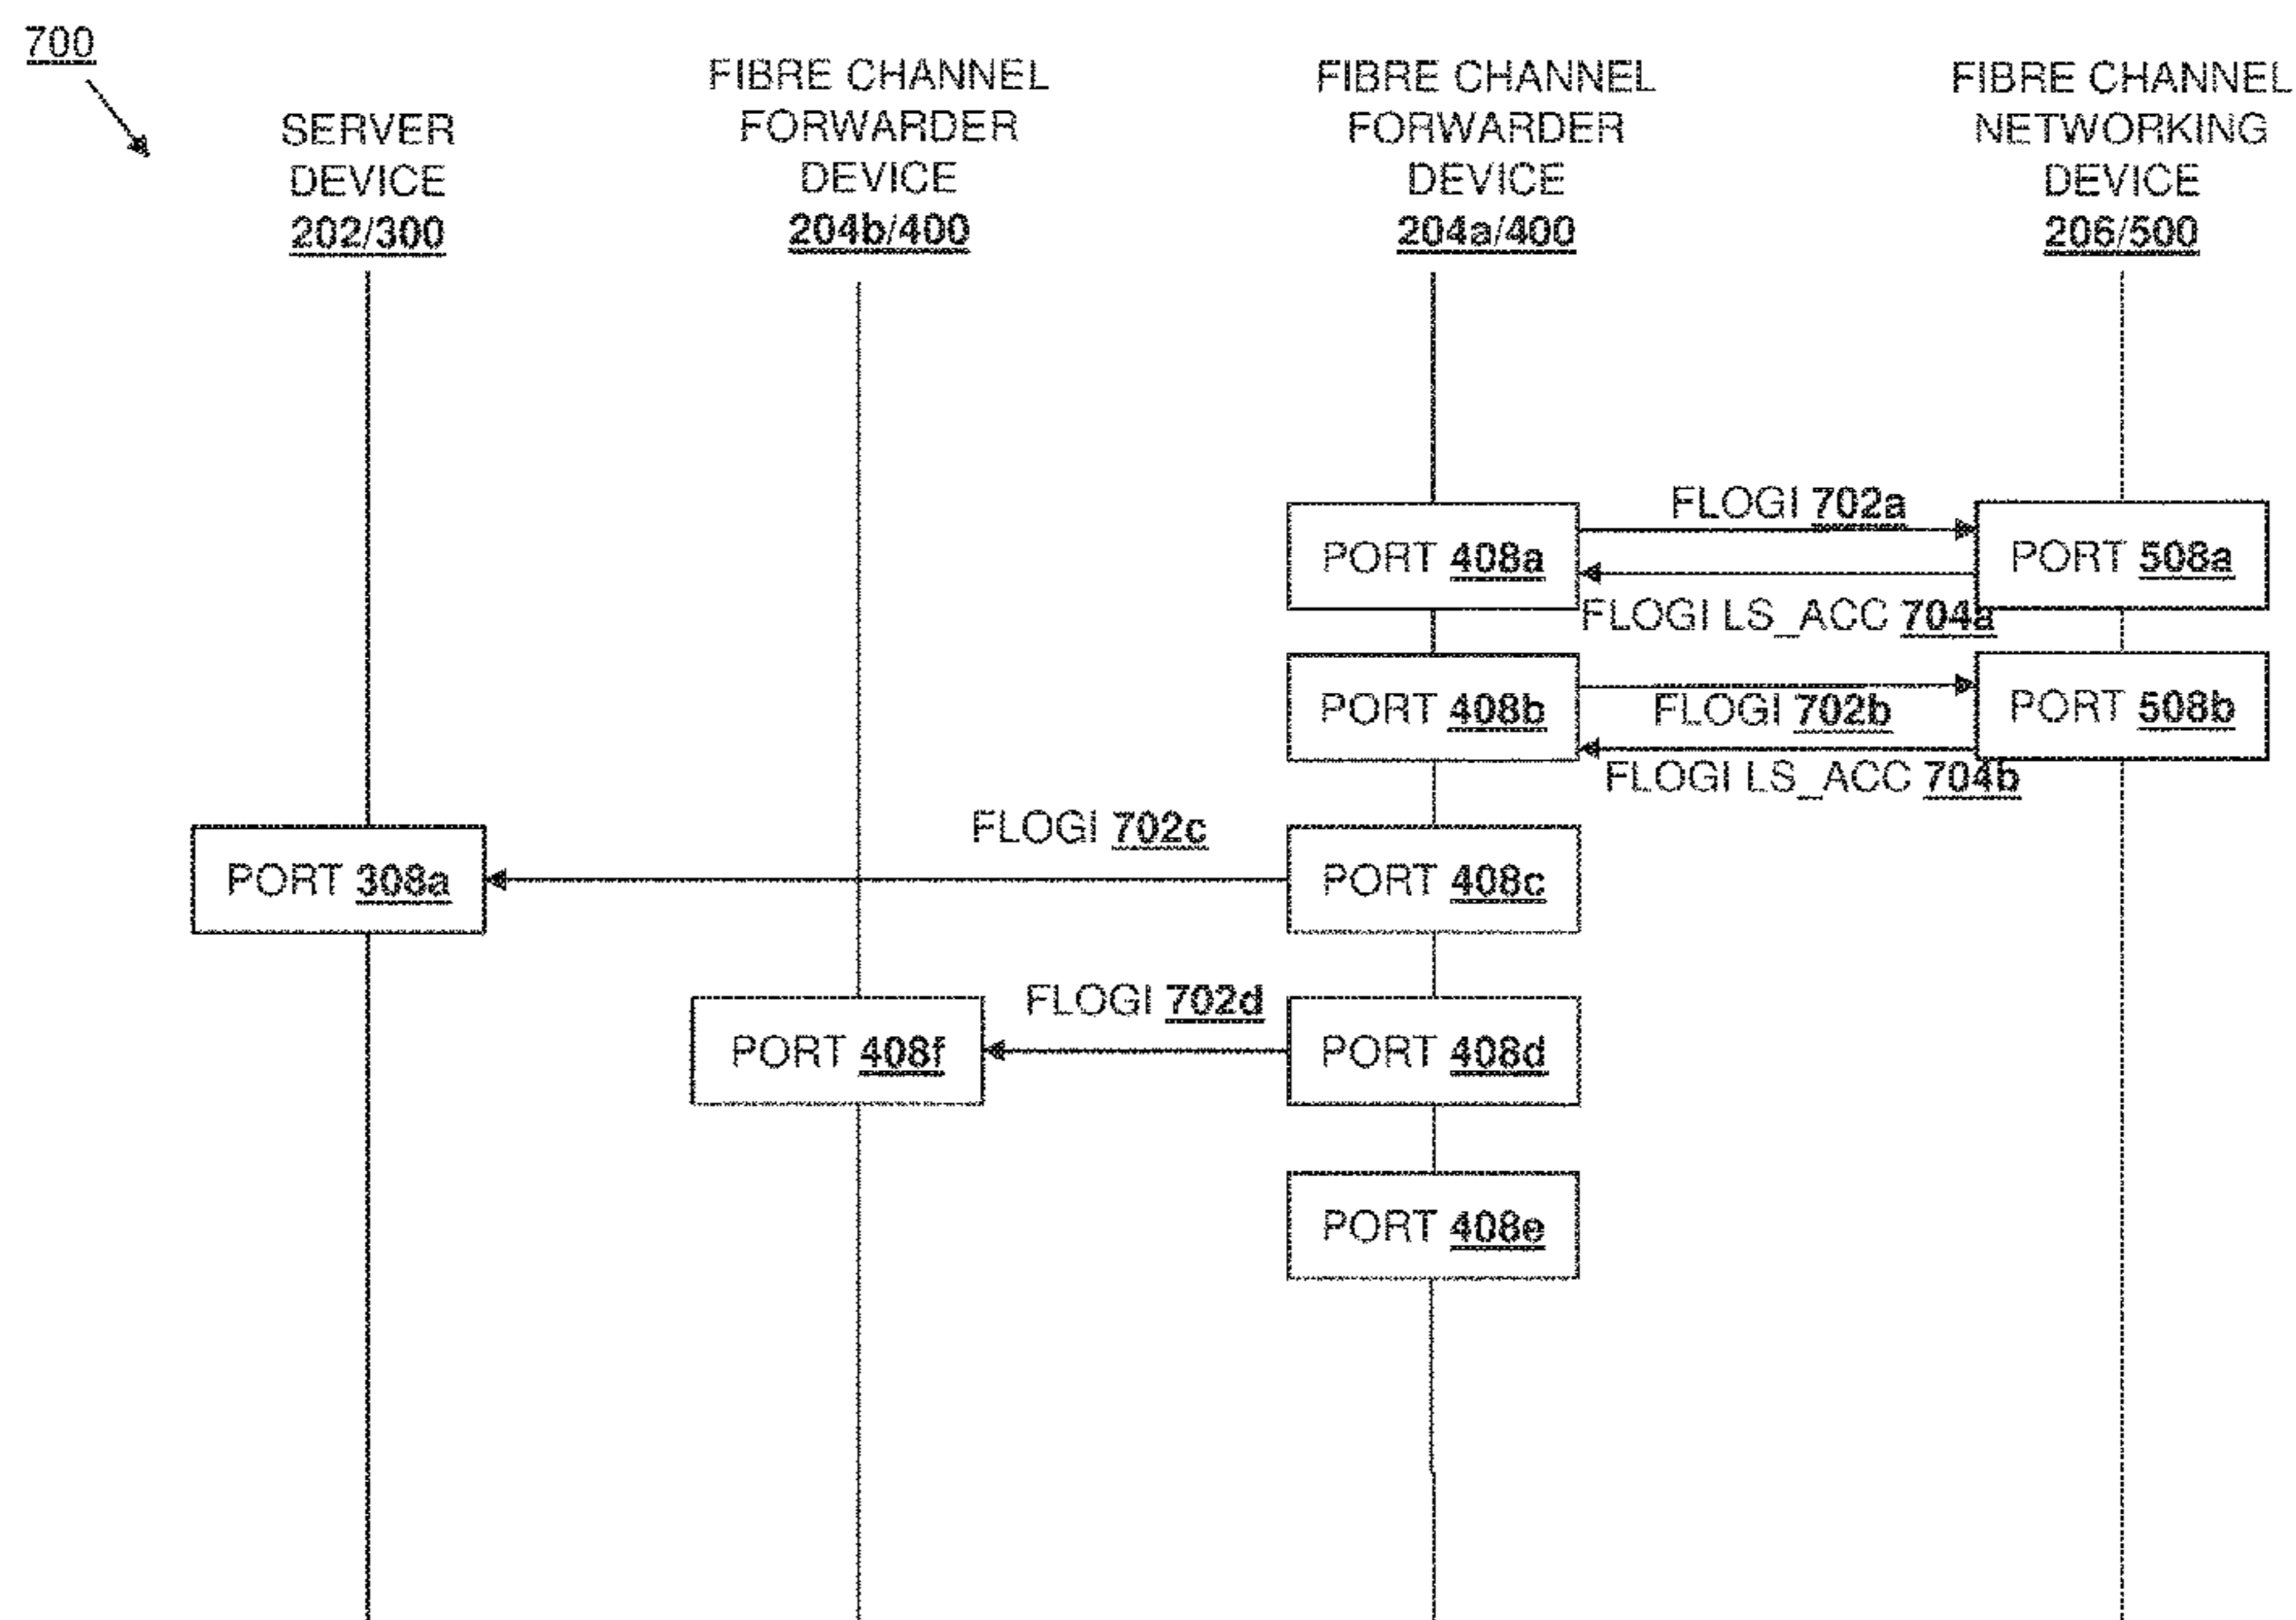 700
SERVER
DEVICE
202/300
FIBRE CHANNEL
FORWARDER
DEVICE
204b/400
FIBRE CHANNEL
FORWARDER
DEVICE
204a/400
FIBRE CHANNEL
NETWORKING
DEVICE
206/500
FLOGI 702a
PORT 408a
PORT 508a
FLOGI LS_ACC 704a
PORT 408b
FLOGI 702b
PORT 508b
FLOGI LS_ACC 704b
FLOGI 702c
PORT 308a
PORT 408c
FLOGI 702d
PORT 408f
PORT 408d
PORT 408e